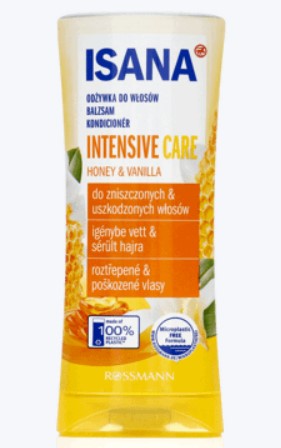 ISANA
ODŻYWKA DO WŁOSÓW
BALZSAM
KONDICIONÉR
INTENSIVE CARE
HONEY & VANILLA
do zniszczonych &
uszkodzonych włosów
igénybe vett &
sérült hajra
roztřepené &
poškozené vlasy
made of
100%
RECYCLED
PLASTIC
Microplastic
FREE
Formula
ROSSMANN